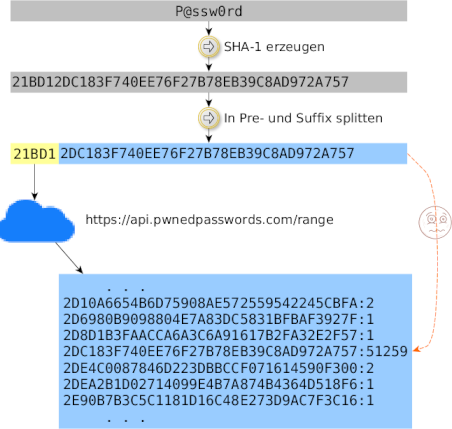 P@ssw0rd
SHA-1 erzeugen
21BD12DC183F740EE76F27B78EB39C8AD972A757
In Pre- und Suffix splitten
21BD1 2DC183F740EE76F27B78EB39C8AD972A757
https://api.pwnedpasswords.com/range
. . .
2D10A6654B6D75908AE572559542245CBFA:2
2D6980B9098804E7A83DC5831BFBAF3927F:1
2D8D1B3FAACCA6A3C6A91617B2FA32E2F57:1
2DC183F740EE76F27B78EB39C8AD972A757:51259
2DE4C0087846D223DBBCCF071614590F300:2
2DEA2B1D02714099E4B7A874B4364D518F6:1
2E90B7B3C5C1181D16C48E273D9AC7F3C16:1
. . .